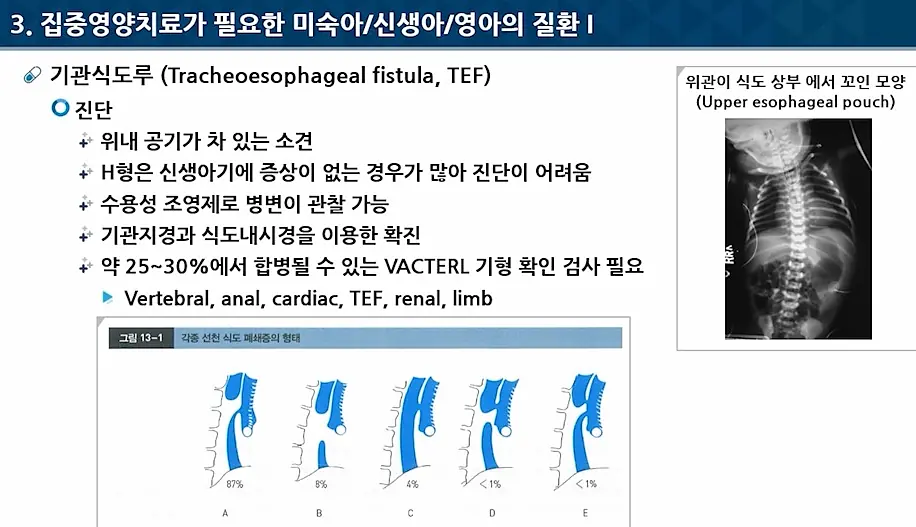 3. 집중영양치료가 필요한 미숙아/신생아/영아의 질환 I
기관식도루 (Tracheoesophageal fistula, TEF)
진단
위내 공기가 차 있는 소견
H형은 신생아기에 증상이 없는 경우가 많아 진단이 어려움
수용성 조영제로 병변이 관찰 가능
기관지경과 식도내시경을 이용한 확진
약 25~30%에서 합병될 수 있는 VACTERL 기형 확인 검사 필요
Vertebral, anal, cardiac, TEF, renal, limb
위관이 식도 상부 에서 꼬인 모양
(Upper esophageal pouch)
그림 13-1 각종 선천 식도 폐쇄증의 형태
87% 8% 4% <1% <1%
A B C D E